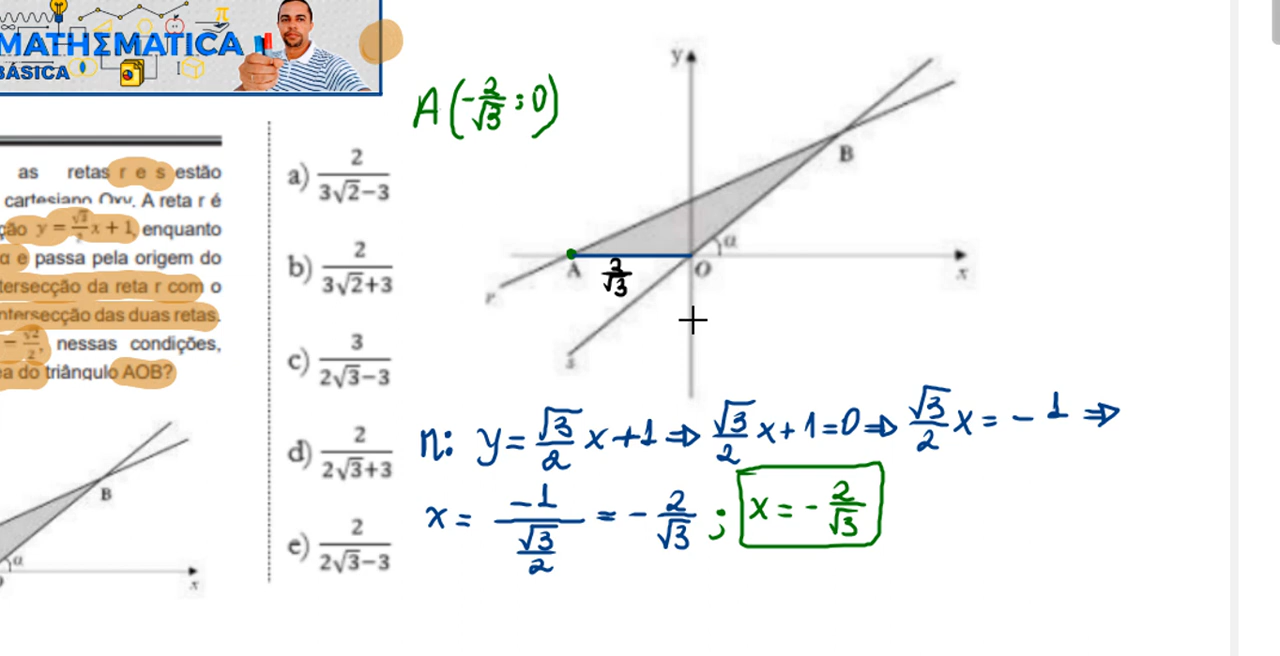 MATHΣMATICA
BÁSICA
as retas r e s estão
cartesiano Oxy. A reta r é
ção y = x + 1, enquanto
α e passa pela origem do
tersecção da reta r com o
ntersecção das duas retas.
= √2/2, nessas condições,
a do triângulo AOB?
B
α
x
a) 2/(3√2−3)
b) 2/(3√2+3)
c) 3/(2√3−3)
d) 2/(2√3+3)
e) 2/(2√3−3)
A(-2/√3 ; 0)
y
B
α
A
2/√3
O
x
r
s
r: y = √3/2 x + 1 ⇒ √3/2 x + 1 = 0 ⇒ √3/2 x = -1 ⇒
x = -1/(√3/2) = -2/√3 ; x = -2/√3